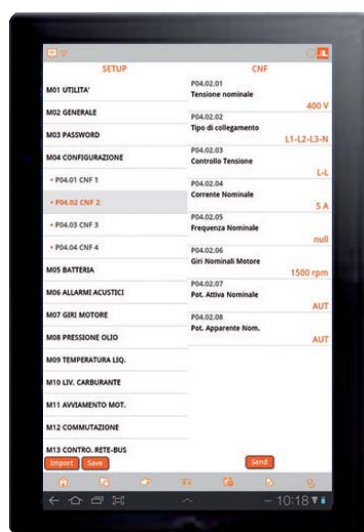 SETUP
M01 UTILITA'
M02 GENERALE
M03 PASSWORD
M04 CONFIGURAZIONE
• P04.01 CNF 1
• P04.02 CNF 2
• P04.03 CNF 3
• P04.04 CNF 4
M05 BATTERIA
M06 ALLARMI ACUSTICI
M07 GIRI MOTORE
M08 PRESSIONE OLIO
M09 TEMPERATURA LIQ.
M10 LIV. CARBURANTE
M11 AVVIAMENTO MOT.
M12 COMMUTAZIONE
M13 CONTRO. RETE-BUS
Import Save
CNF
P04.02.01
Tensione nominale
400 V
P04.02.02
Tipo di collegamento
L1-L2-L3-N
P04.02.03
Controllo Tensione
L-L
P04.02.04
Corrente Nominale
5 A
P04.02.05
Frequenza Nominale
null
P04.02.06
Giri Nominali Motore
1500 rpm
P04.02.07
Pot. Attiva Nominale
AUT
P04.02.08
Pot. Apparente Nom.
AUT
Send
10:18